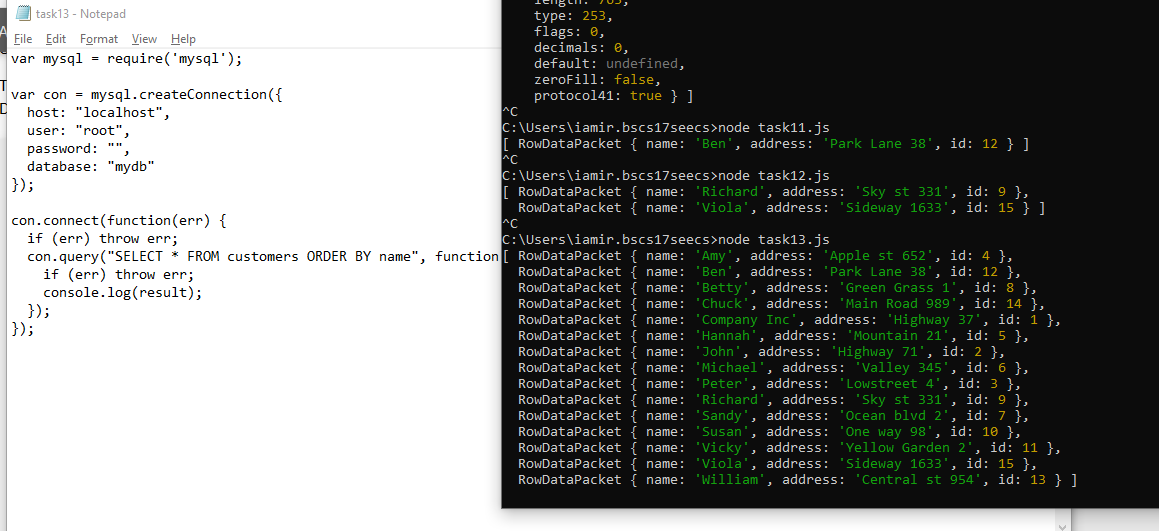 task13 - Notepad
File Edit Format View Help
var mysql = require('mysql');
var con = mysql.createConnection({
host: "localhost",
user: "root",
password: "",
database: "mydb"
});
con.connect(function(err) {
if (err) throw err;
con.query("SELECT * FROM customers ORDER BY name", function
if (err) throw err;
console.log(result);
});
});
length: 765,
type: 253,
flags: 0,
decimals: 0,
default: undefined,
zeroFill: false,
protocol41: true } ]
^C
C:\Users\iamir.bscs17seecs>node task11.js
[ RowDataPacket { name: 'Ben', address: 'Park Lane 38', id: 12 } ]
^C
C:\Users\iamir.bscs17seecs>node task12.js
[ RowDataPacket { name: 'Richard', address: 'Sky st 331', id: 9 },
RowDataPacket { name: 'Viola', address: 'Sideway 1633', id: 15 } ]
^C
C:\Users\iamir.bscs17seecs>node task13.js
[ RowDataPacket { name: 'Amy', address: 'Apple st 652', id: 4 },
RowDataPacket { name: 'Ben', address: 'Park Lane 38', id: 12 },
RowDataPacket { name: 'Betty', address: 'Green Grass 1', id: 8 },
RowDataPacket { name: 'Chuck', address: 'Main Road 989', id: 14 },
RowDataPacket { name: 'Company Inc', address: 'Highway 37', id: 1 },
RowDataPacket { name: 'Hannah', address: 'Mountain 21', id: 5 },
RowDataPacket { name: 'John', address: 'Highway 71', id: 2 },
RowDataPacket { name: 'Michael', address: 'Valley 345', id: 6 },
RowDataPacket { name: 'Peter', address: 'Lowstreet 4', id: 3 },
RowDataPacket { name: 'Richard', address: 'Sky st 331', id: 9 },
RowDataPacket { name: 'Sandy', address: 'Ocean blvd 2', id: 7 },
RowDataPacket { name: 'Susan', address: 'One way 98', id: 10 },
RowDataPacket { name: 'Vicky', address: 'Yellow Garden 2', id: 11 },
RowDataPacket { name: 'Viola', address: 'Sideway 1633', id: 15 },
RowDataPacket { name: 'William', address: 'Central st 954', id: 13 } ]